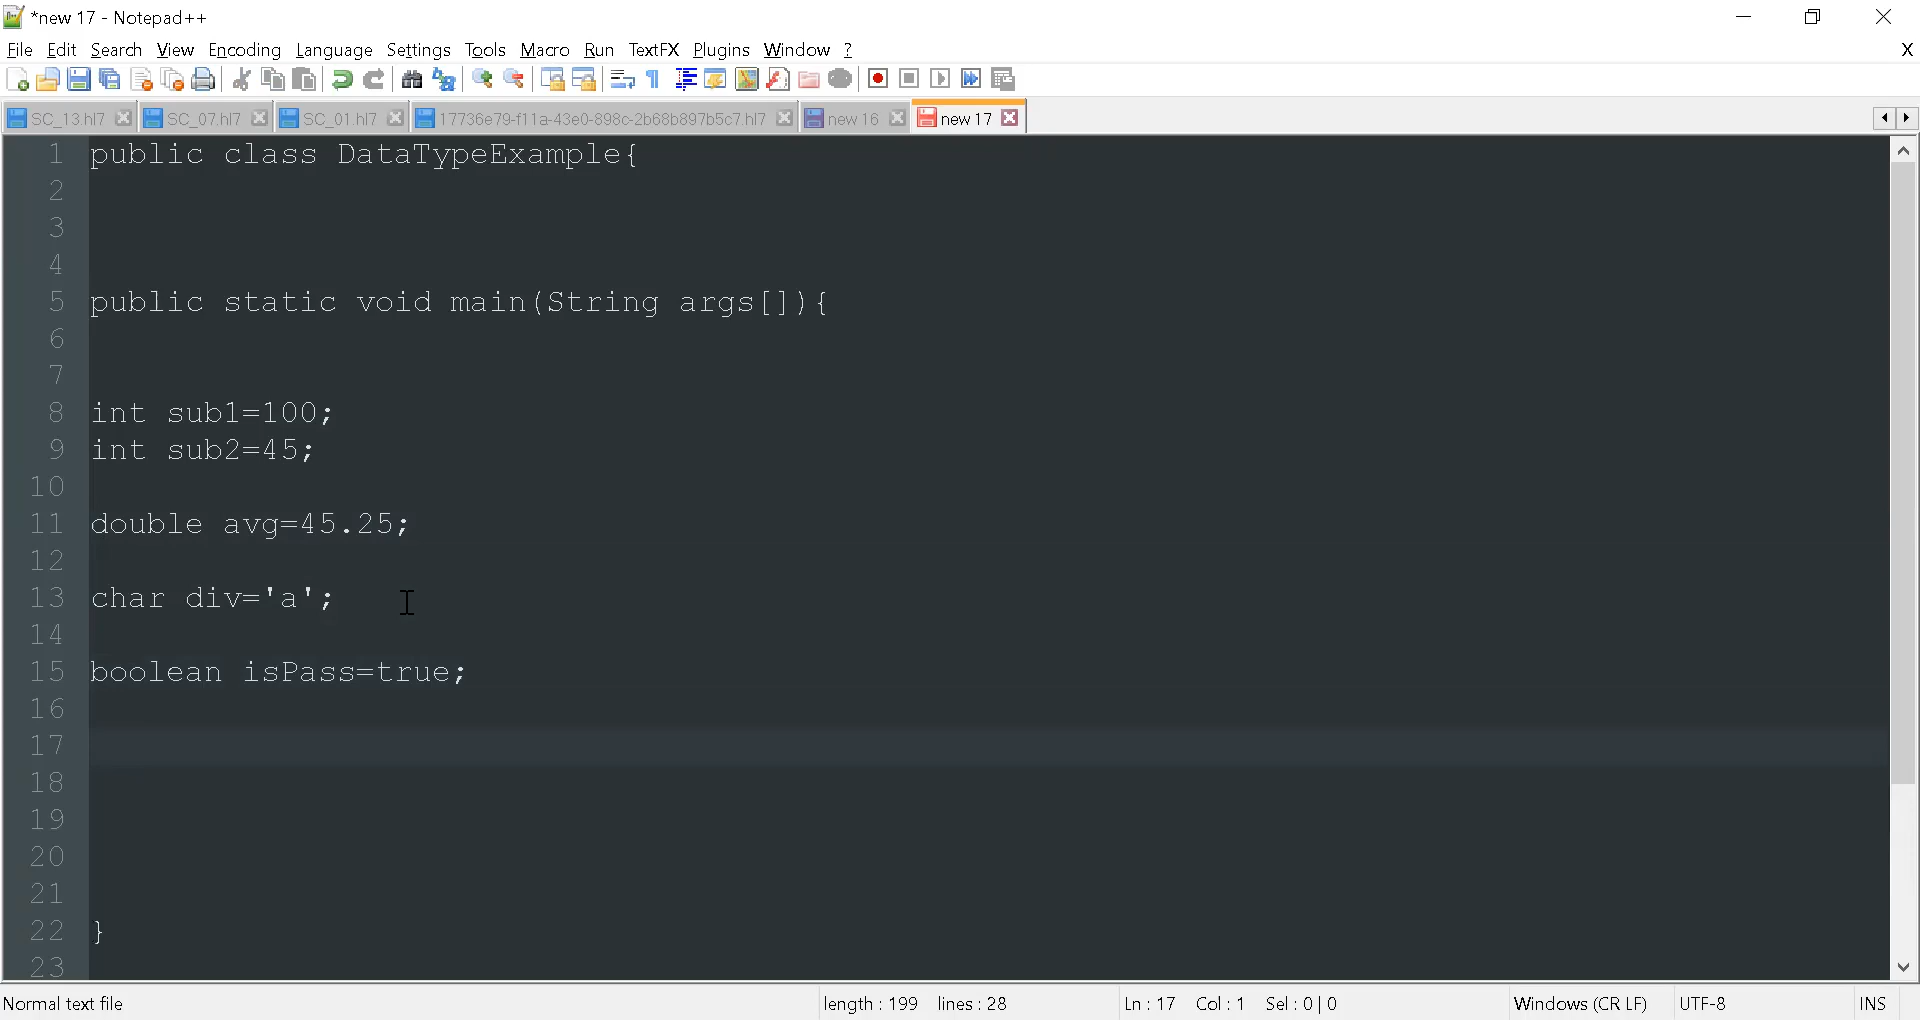 *new 17 - Notepad++
File Edit Search View Encoding Language Settings Tools Macro Run TextFX Plugins Window ?
X
SC_13.hl7 SC_07.hl7 SC_01.hl7 17736e79-f11a-43e0-898c-2b68b897b5c7.hl7 new 16 new 17
1 public class DataTypeExample{
2
3
4
5 public static void main(String args[]){
6
7
8 int sub1=100;
9 int sub2=45;
10
11 double avg=45.25;
12
13 char div='a';
14
15 boolean isPass=true;
16
17
18
19
20
21
22 }
23
Normal text file length : 199 lines : 28 Ln : 17 Col : 1 Sel : 0 | 0 Windows (CR LF) UTF-8 INS